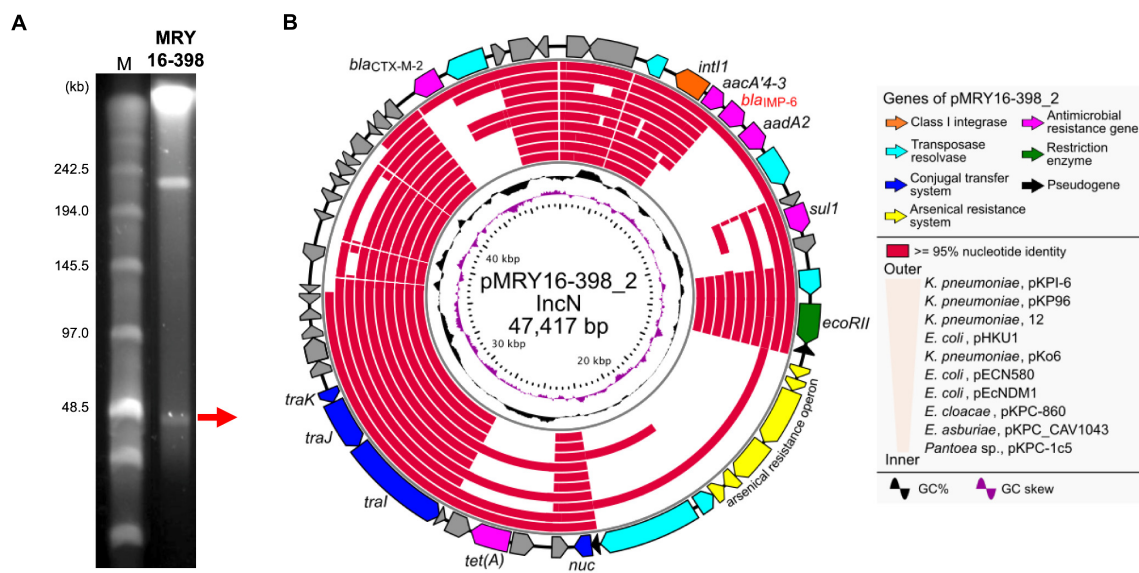 A
MRY
16-398
M
(kb)
242.5
194.0
145.5
97.0
48.5
B
blaCTX-M-2
intI1
aacA'4-3
blaIMP-6
aadA2
sul1
ecoRII
arsenical resistance operon
nuc
tet(A)
traI
traJ
traK
40 kbp
pMRY16-398_2
IncN
47,417 bp
30 kbp
20 kbp
Genes of pMRY16-398_2
Class I integrase
Antimicrobial
resistance gene
Transposase
resolvase
Restriction
enzyme
Conjugal transfer
system
Pseudogene
Arsenical resistance
system
>= 95% nucleotide identity
Outer
K. pneumoniae, pKPI-6
K. pneumoniae, pKP96
K. pneumoniae, 12
E. coli, pHKU1
K. pneumoniae, pKo6
E. coli, pECN580
E. coli, pEcNDM1
E. cloacae, pKPC-860
E. asburiae, pKPC_CAV1043
Pantoea sp., pKPC-1c5
Inner
GC%
GC skew